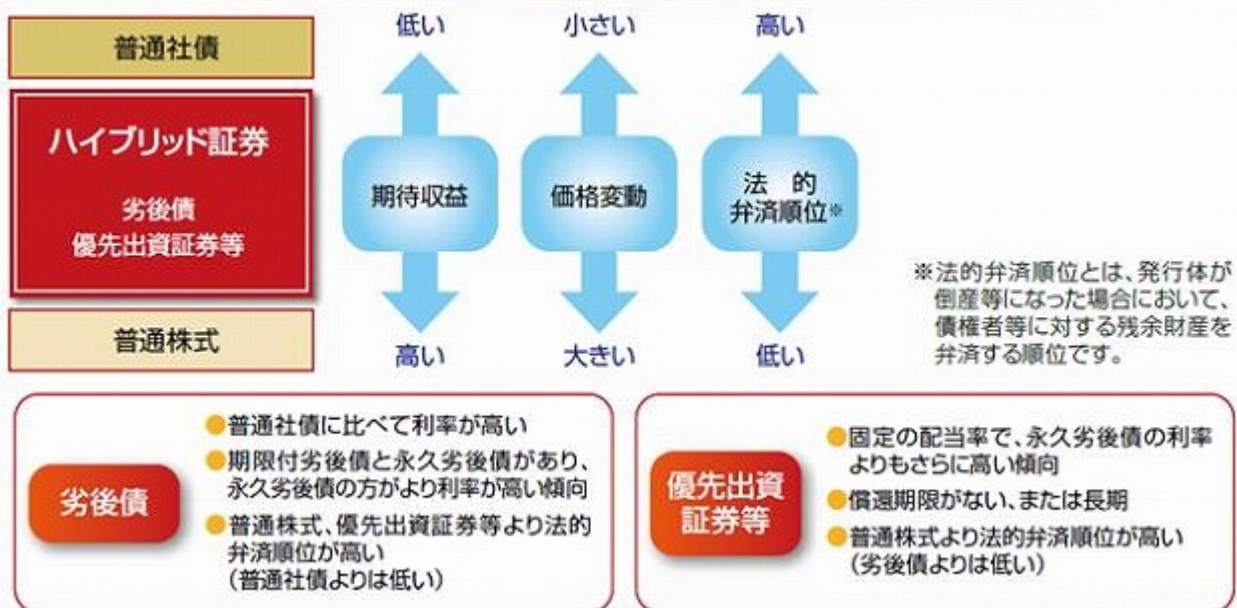 普通社債
ハイブリッド証券
劣後債
優先出資証券等
普通株式
低い
小さい
高い
期待収益
価格変動
法的
弁済順位※
高い
大きい
低い
※法的弁済順位とは、発行体が
倒産等になった場合において、
債権者等に対する残余財産を
弁済する順位です。
劣後債
●普通社債に比べて利率が高い
●期限付劣後債と永久劣後債があり、
永久劣後債の方がより利率が高い傾向
●普通株式、優先出資証券等より法的
弁済順位が高い
(普通社債よりは低い)
優先出資
証券等
●固定の配当率で、永久劣後債の利率
よりもさらに高い傾向
●償還期限がない、または長期
●普通株式より法的弁済順位が高い
(劣後債よりは低い)